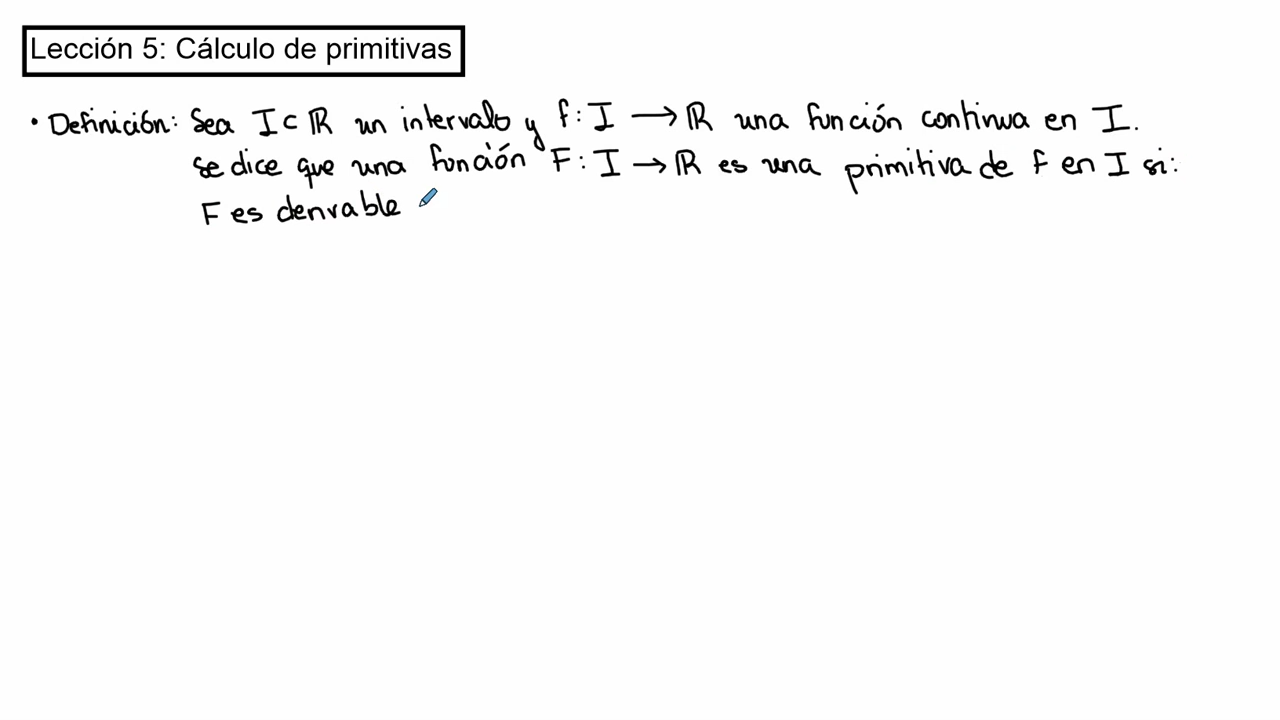 Lección 5: Cálculo de primitivas
• Definición: Sea I ⊂ ℝ un intervalo y f: I → ℝ una función continua en I.
se dice que una función F: I → ℝ es una primitiva de f en I si:
F es derivable